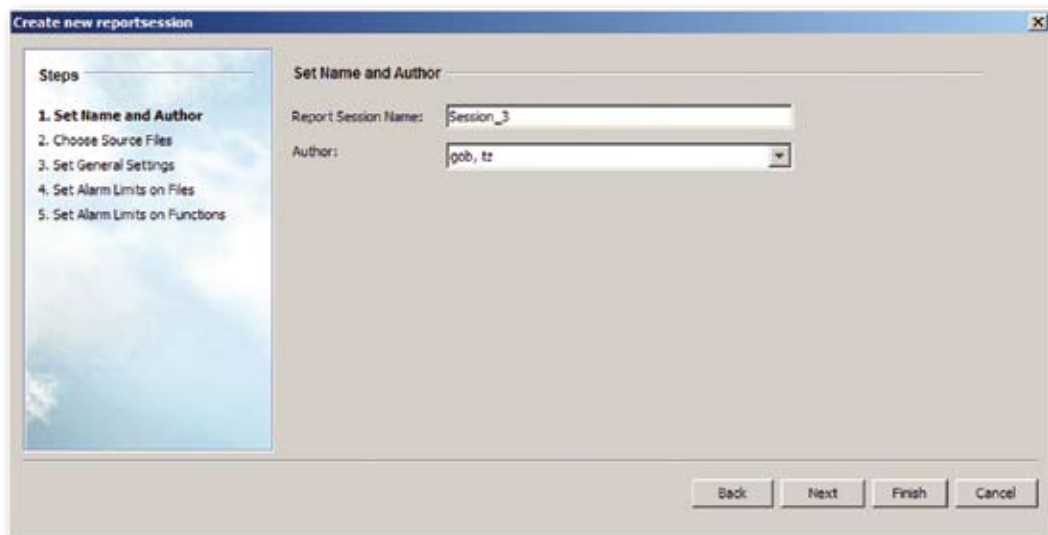 Create new reportsession
Steps
1. Set Name and Author
2. Choose Source Files
3. Set General Settings
4. Set Alarm Limits on Files
5. Set Alarm Limits on Functions
Set Name and Author
Report Session Name: Session_3
Author: gob, tz
Back Next Finish Cancel